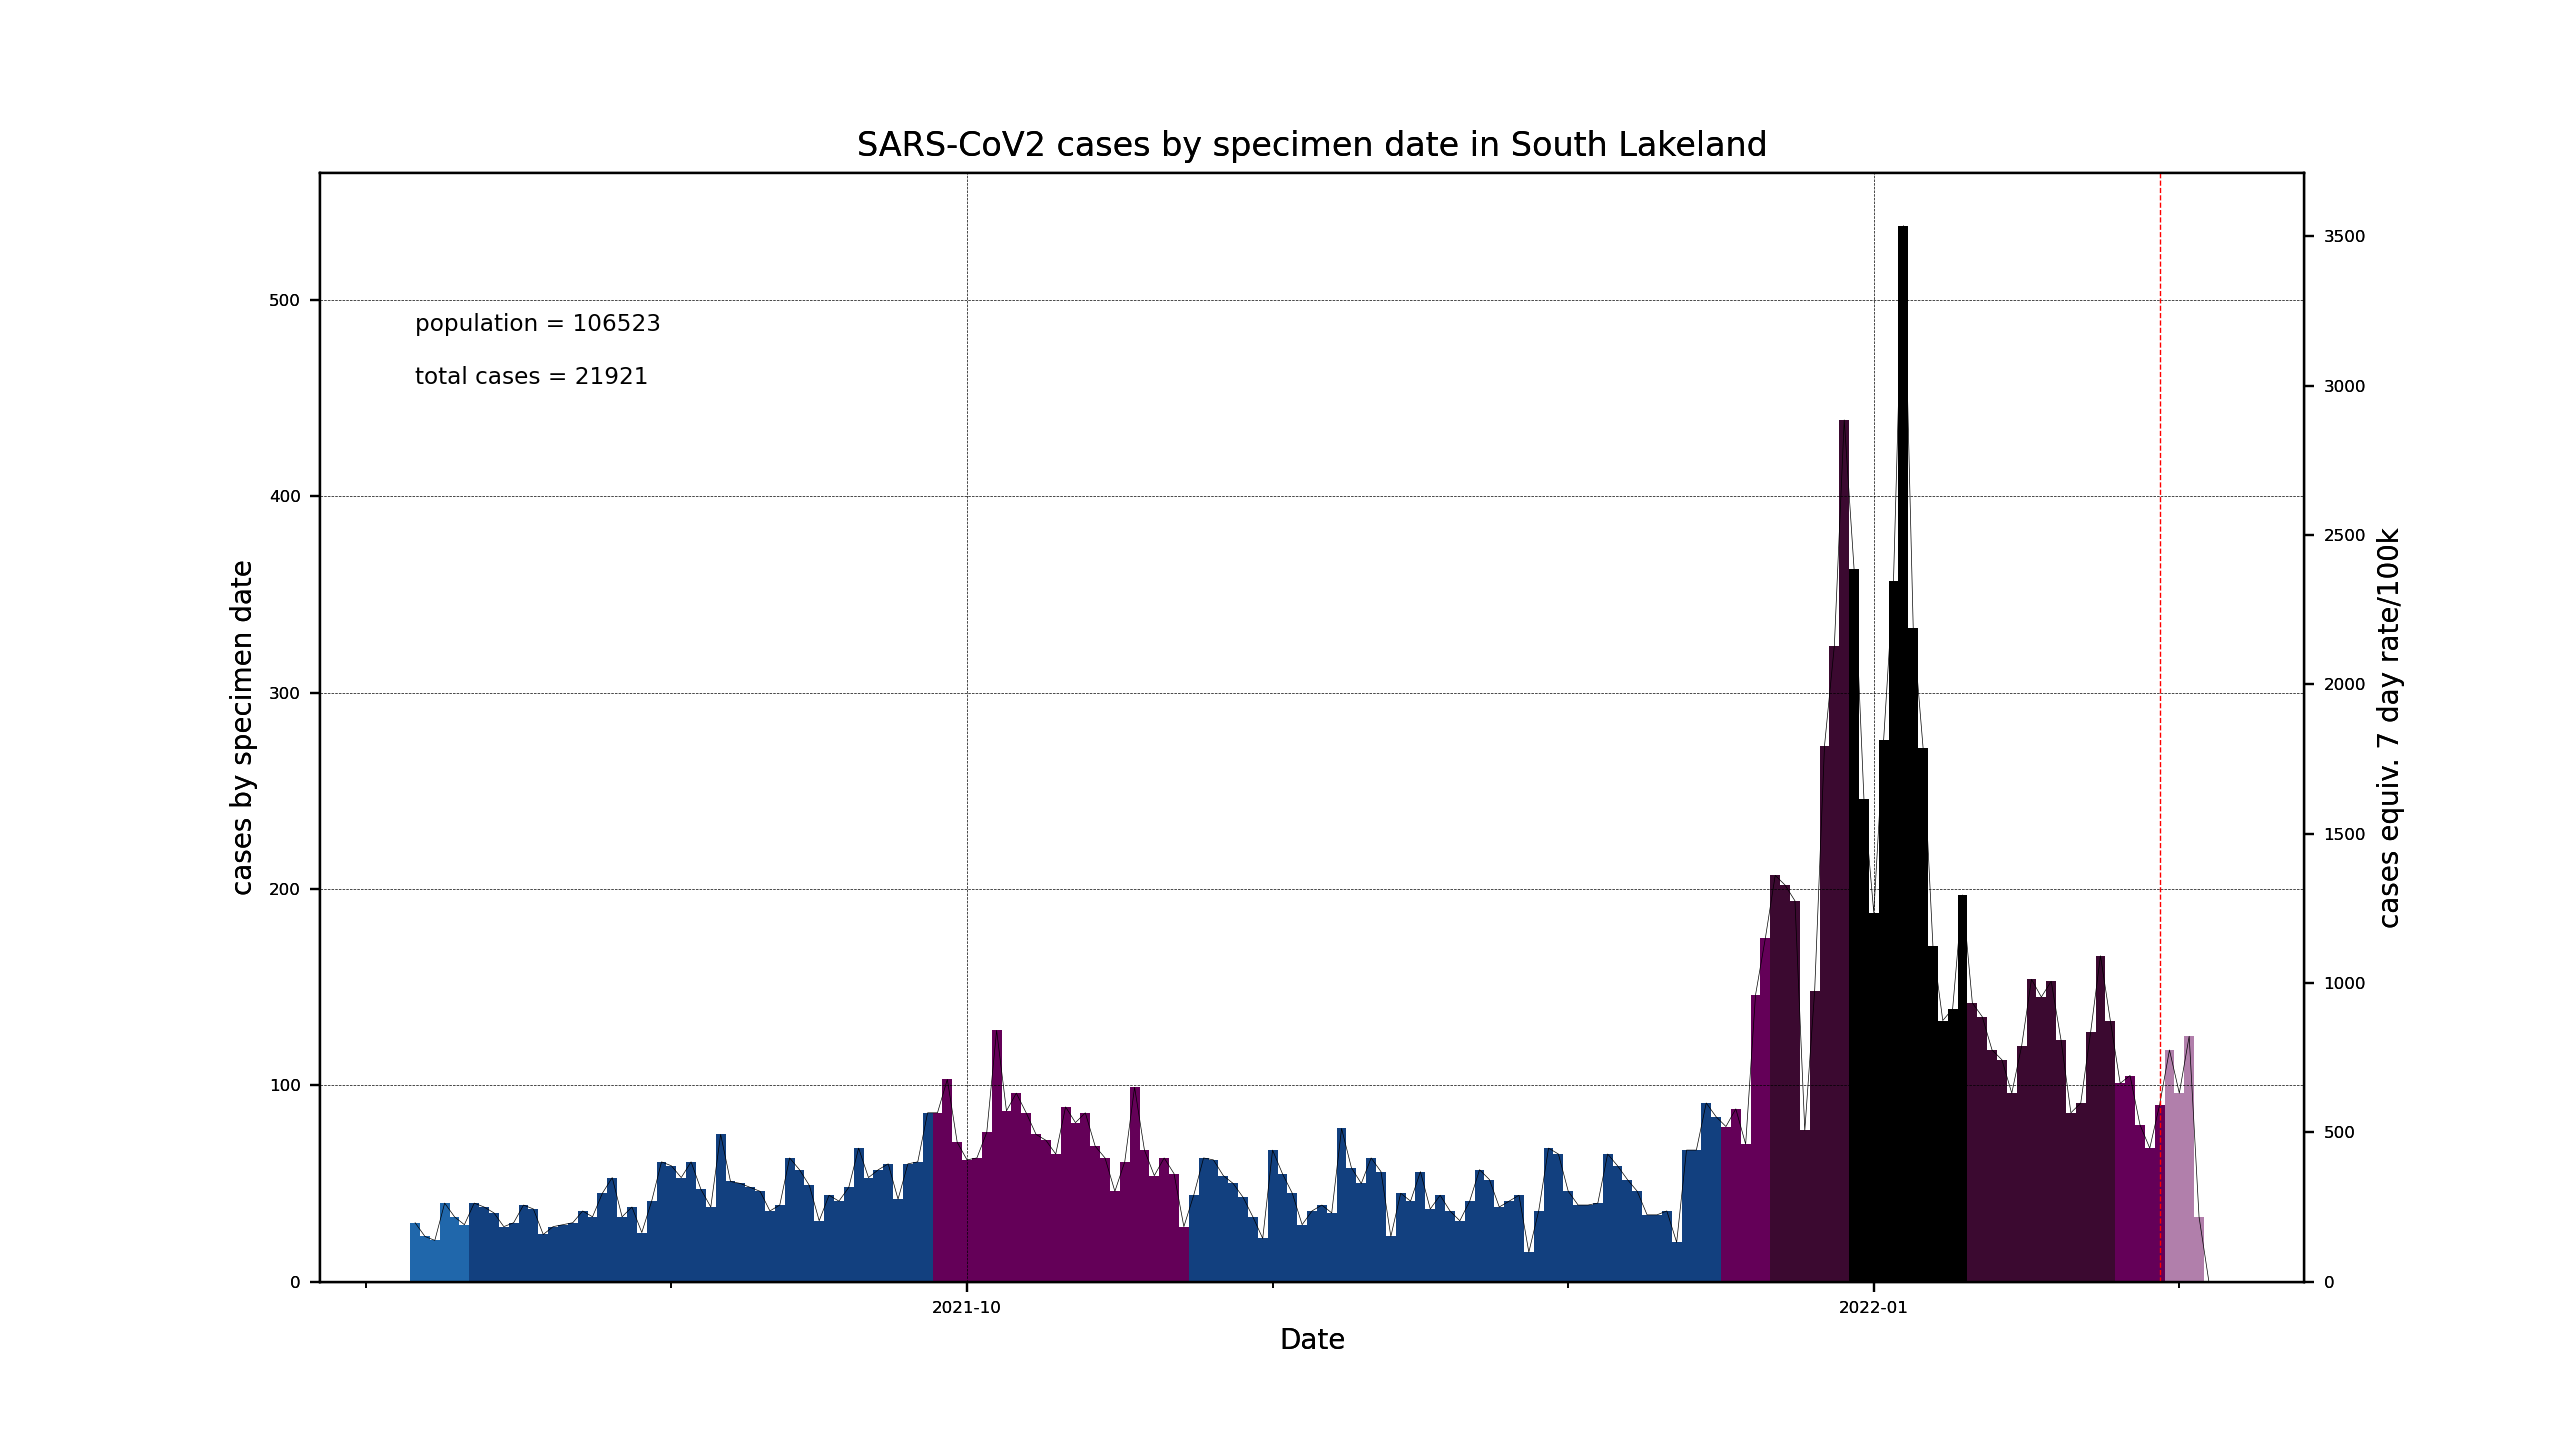 SARS-CoV2 cases by specimen date in South Lakeland
population = 106523
total cases = 21921
cases by specimen date
500
400
300
200
100
0
3500
3000
2500
2000
1500
1000
500
0
cases equiv. 7 day rate/100k
2021-10
2022-01
Date